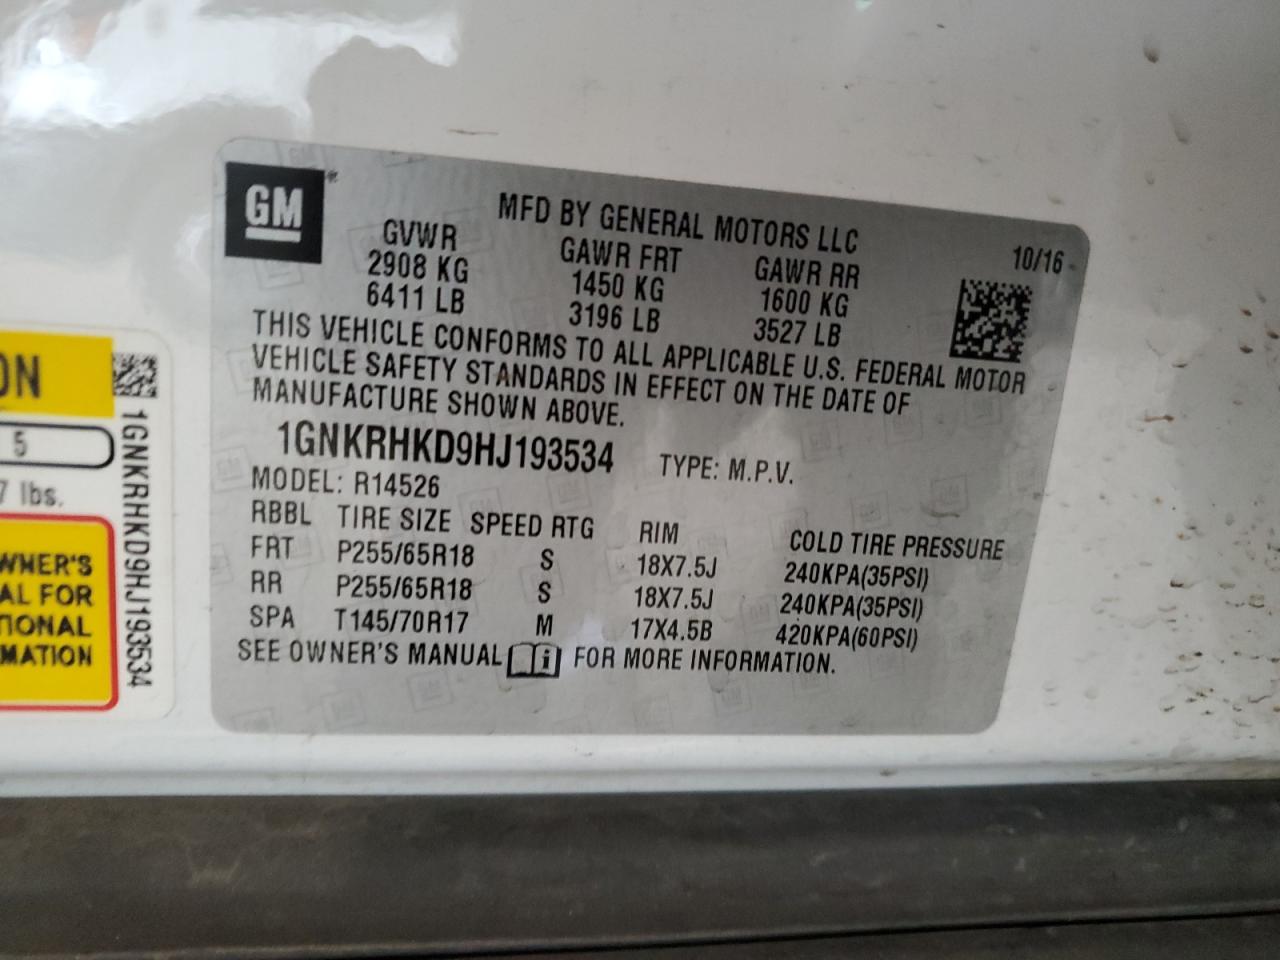 GM
MFD BY GENERAL MOTORS LLC
10/16
GVWR GAWR FRT GAWR RR
2908 KG 1450 KG 1600 KG
6411 LB 3196 LB 3527 LB
THIS VEHICLE CONFORMS TO ALL APPLICABLE U.S. FEDERAL MOTOR
VEHICLE SAFETY STANDARDS IN EFFECT ON THE DATE OF
MANUFACTURE SHOWN ABOVE.
1GNKRHKD9HJ193534 TYPE: M.P.V.
MODEL: R14526
RBBL TIRE SIZE SPEED RTG RIM COLD TIRE PRESSURE
FRT P255/65R18 S 18X7.5J 240KPA(35PSI)
RR P255/65R18 S 18X7.5J 240KPA(35PSI)
SPA T145/70R17 M 17X4.5B 420KPA(60PSI)
SEE OWNER'S MANUAL i FOR MORE INFORMATION.
ON
5
7 lbs.
WNER'S
AL FOR
TIONAL
MATION
1GNKRHKD9HJ193534